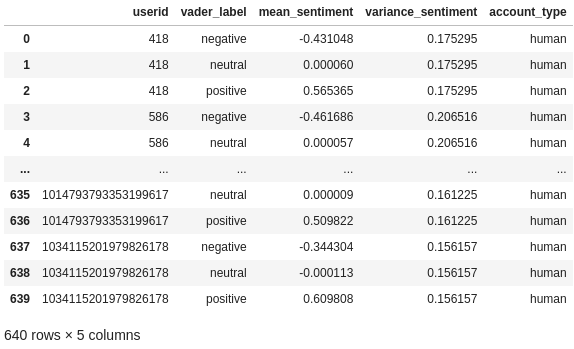 userid vader_label mean_sentiment variance_sentiment account_type
0 418 negative -0.431048 0.175295 human
1 418 neutral 0.000060 0.175295 human
2 418 positive 0.565365 0.175295 human
3 586 negative -0.461686 0.206516 human
4 586 neutral 0.000057 0.206516 human
... ... ... ... ... ...
635 1014793793353199617 neutral 0.000009 0.161225 human
636 1014793793353199617 positive 0.509822 0.161225 human
637 1034115201979826178 negative -0.344304 0.156157 human
638 1034115201979826178 neutral -0.000113 0.156157 human
639 1034115201979826178 positive 0.609808 0.156157 human
640 rows × 5 columns